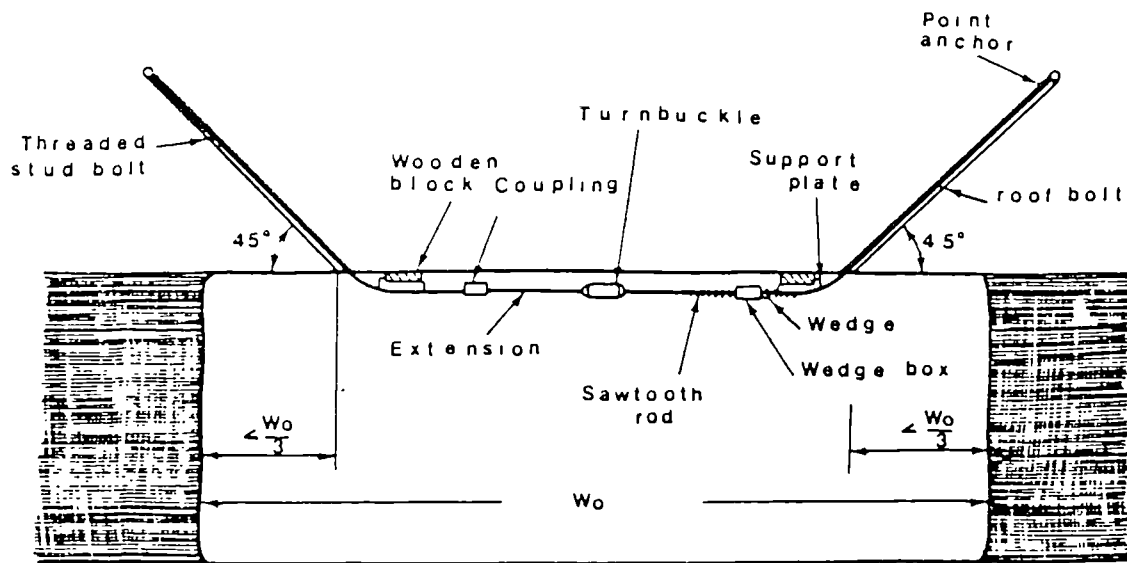 Point
anchor
Turnbuckle
Threaded
stud bolt
Wooden
block Coupling
Support
plate
roof bolt
45°
45°
Extension
Wedge
Wedge box
Sawtooth
rod
< Wo/3
< Wo/3
Wo